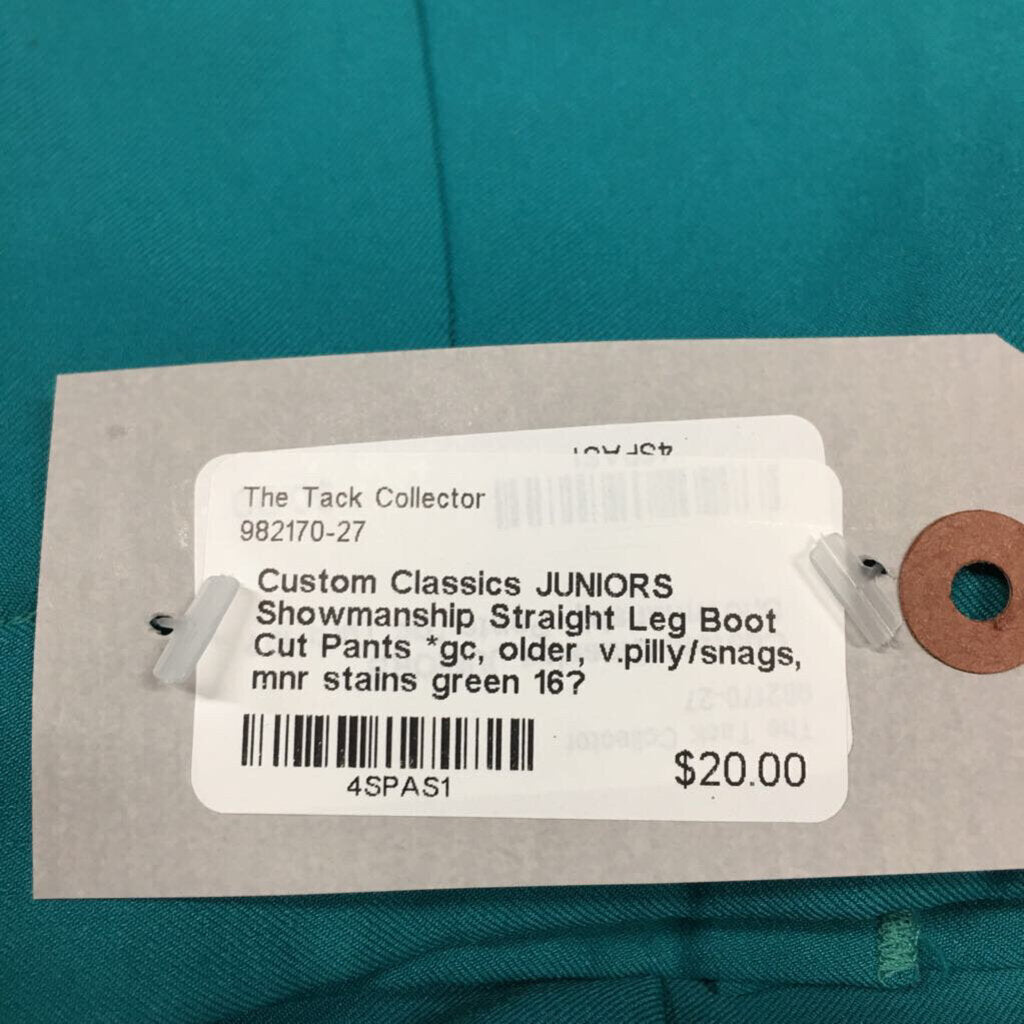 4SPAS1
The Tack Collector
982170-27
Custom Classics JUNIORS
Showmanship Straight Leg Boot
Cut Pants *gc, older, v.pilly/snags,
mnr stains green 16?
4SPAS1
$20.00